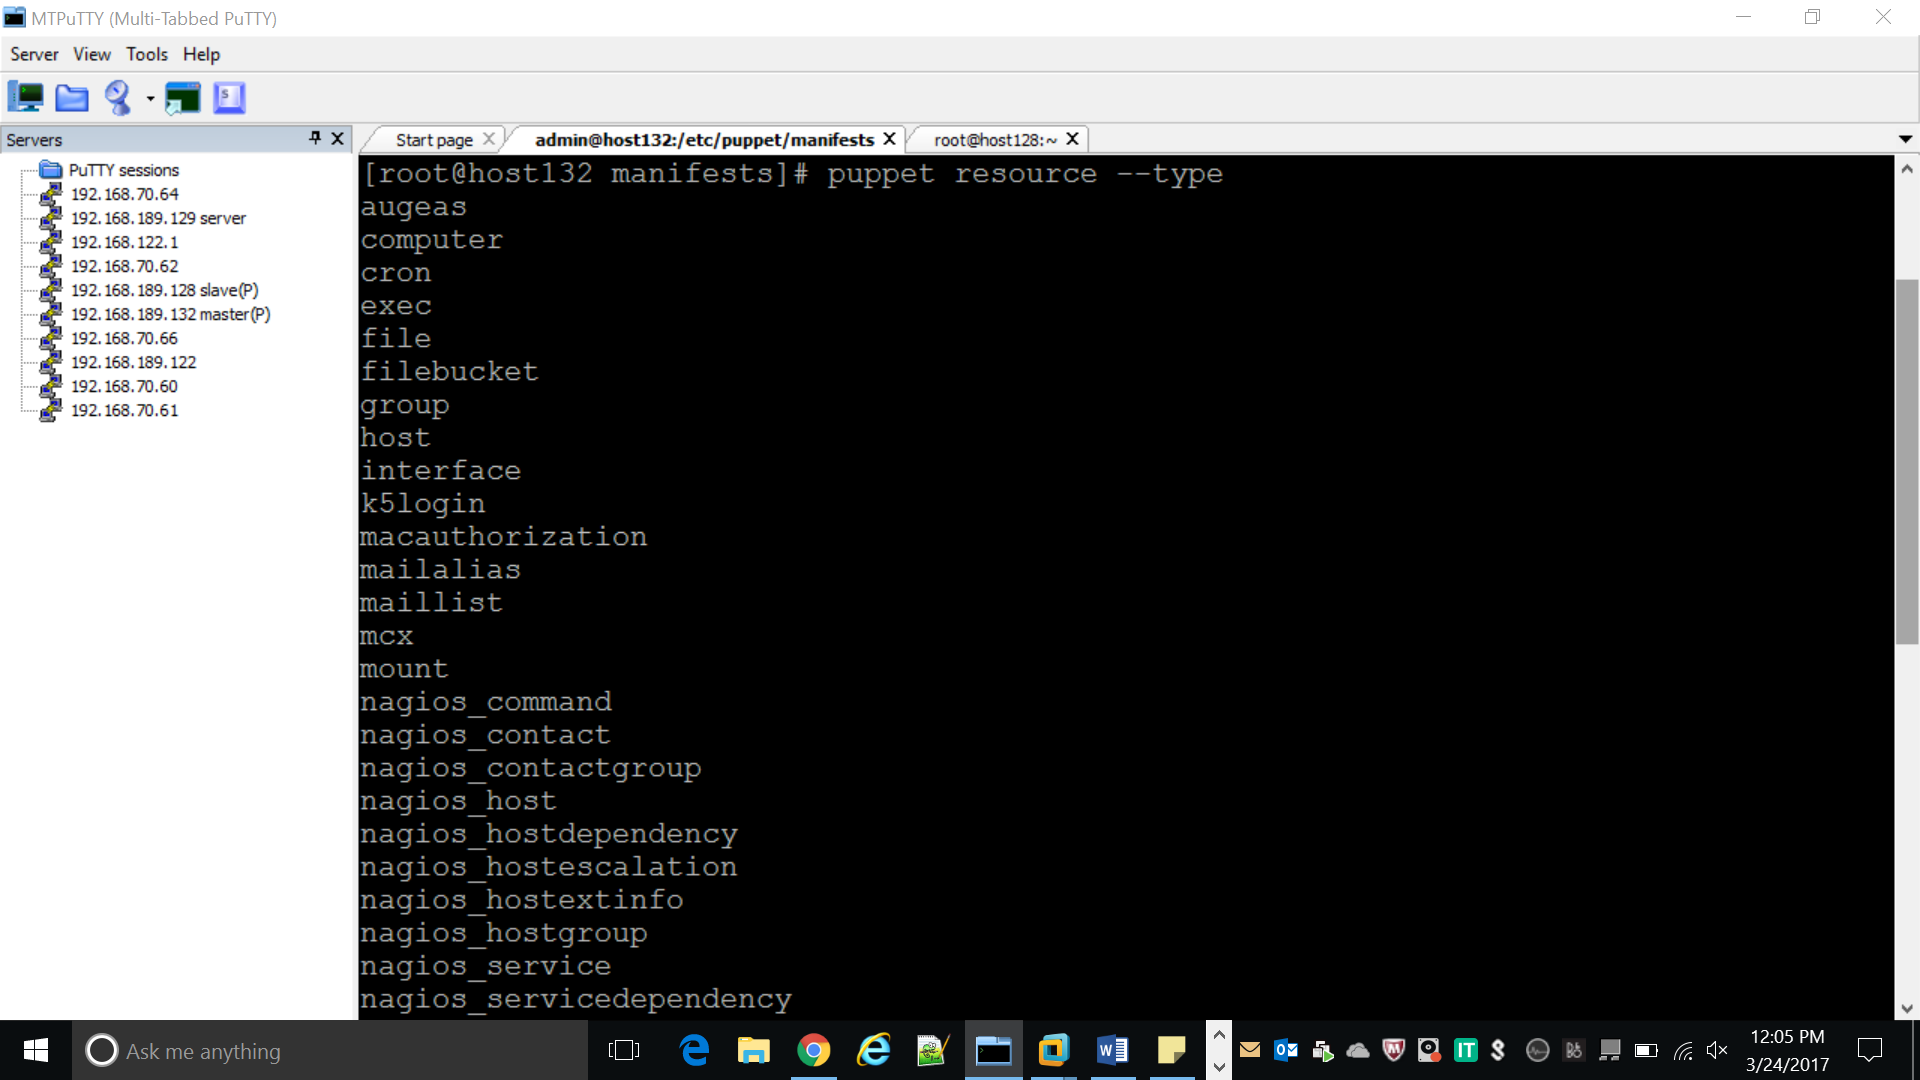 MTPuTTY (Multi-Tabbed PuTTY)
Server View Tools Help
Servers
PuTTY sessions
192.168.70.64
192.168.189.129 server
192.168.122.1
192.168.70.62
192.168.189.128 slave(P)
192.168.189.132 master(P)
192.168.70.66
192.168.189.122
192.168.70.60
192.168.70.61
Start page admin@host132:/etc/puppet/manifests root@host128:~
[root@host132 manifests]# puppet resource --type
augeas
computer
cron
exec
file
filebucket
group
host
interface
k5login
macauthorization
mailalias
maillist
mcx
mount
nagios_command
nagios_contact
nagios_contactgroup
nagios_host
nagios_hostdependency
nagios_hostescalation
nagios_hostextinfo
nagios_hostgroup
nagios_service
nagios_servicedependency
Ask me anything
IT
12:05 PM
3/24/2017